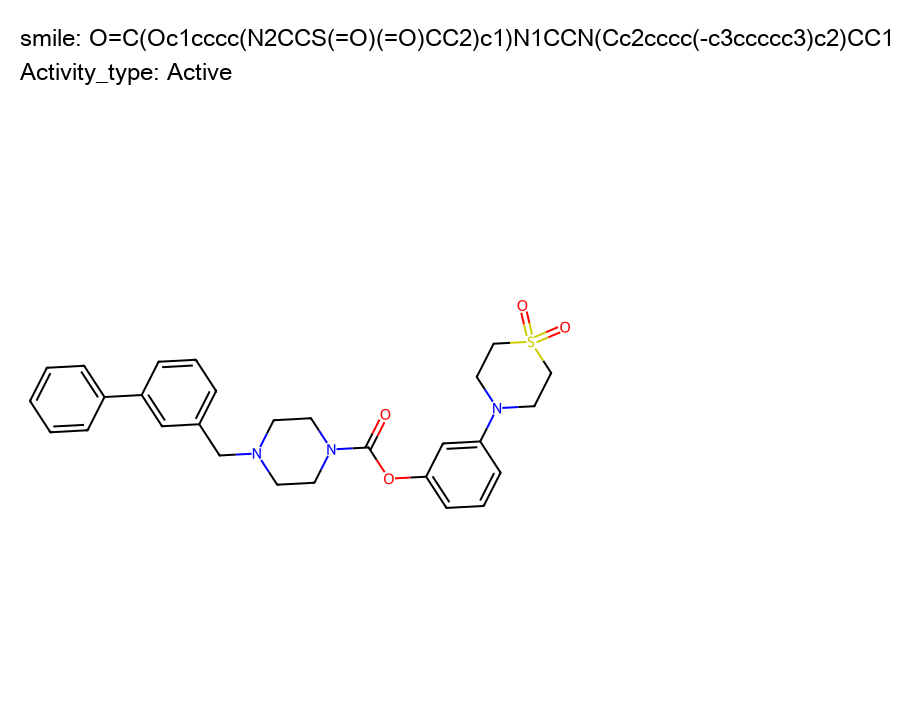 smile: O=C(Oc1cccc(N2CCS(=O)(=O)CC2)c1)N1CCN(Cc2cccc(-c3ccccc3)c2)CC1
Activity_type: Active
O
O
S
N
O
N
N
O